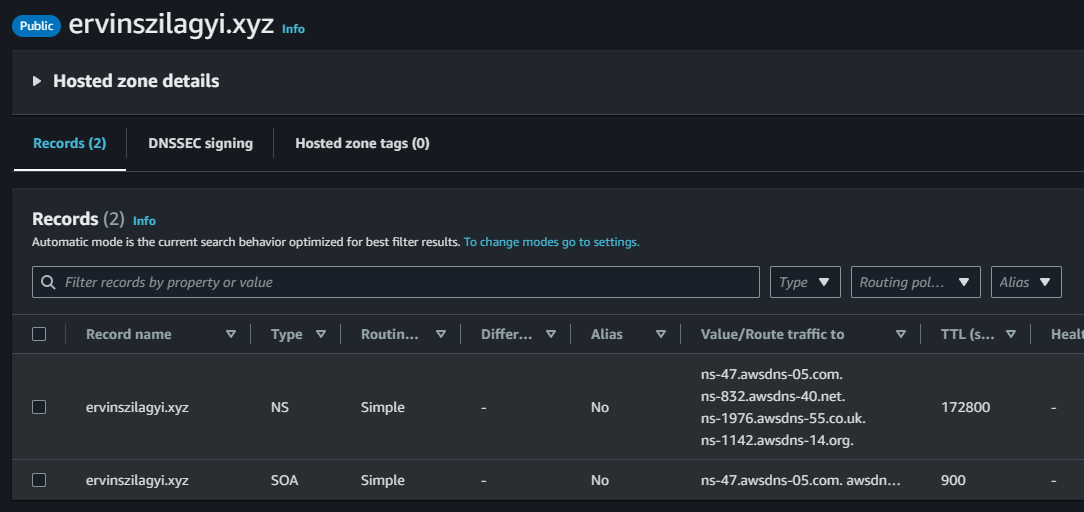 Public ervinszilagyi.xyz Info
Hosted zone details
Records (2) DNSSEC signing Hosted zone tags (0)
Records (2) Info
Automatic mode is the current search behavior optimized for best filter results. To change modes go to settings.
Filter records by property or value Type Routing pol... Alias
Record name Type Routin... Differ... Alias Value/Route traffic to TTL (s... Healt
ns-47.awsdns-05.com.
ns-832.awsdns-40.net.
ervinszilagyi.xyz NS Simple - No 172800 -
ns-1976.awsdns-55.co.uk.
ns-1142.awsdns-14.org.
ervinszilagyi.xyz SOA Simple - No ns-47.awsdns-05.com. awsdn... 900 -